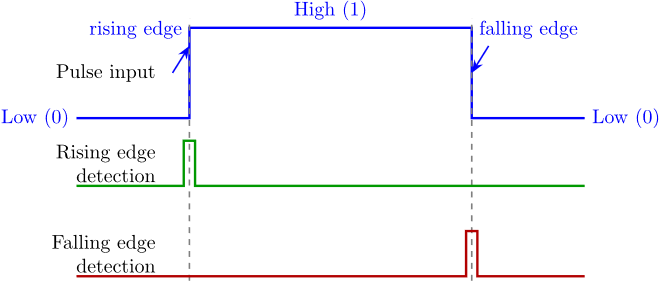 High (1)
rising edge
falling edge
Pulse input
Low (0)
Low (0)
Rising edge
detection
Falling edge
detection